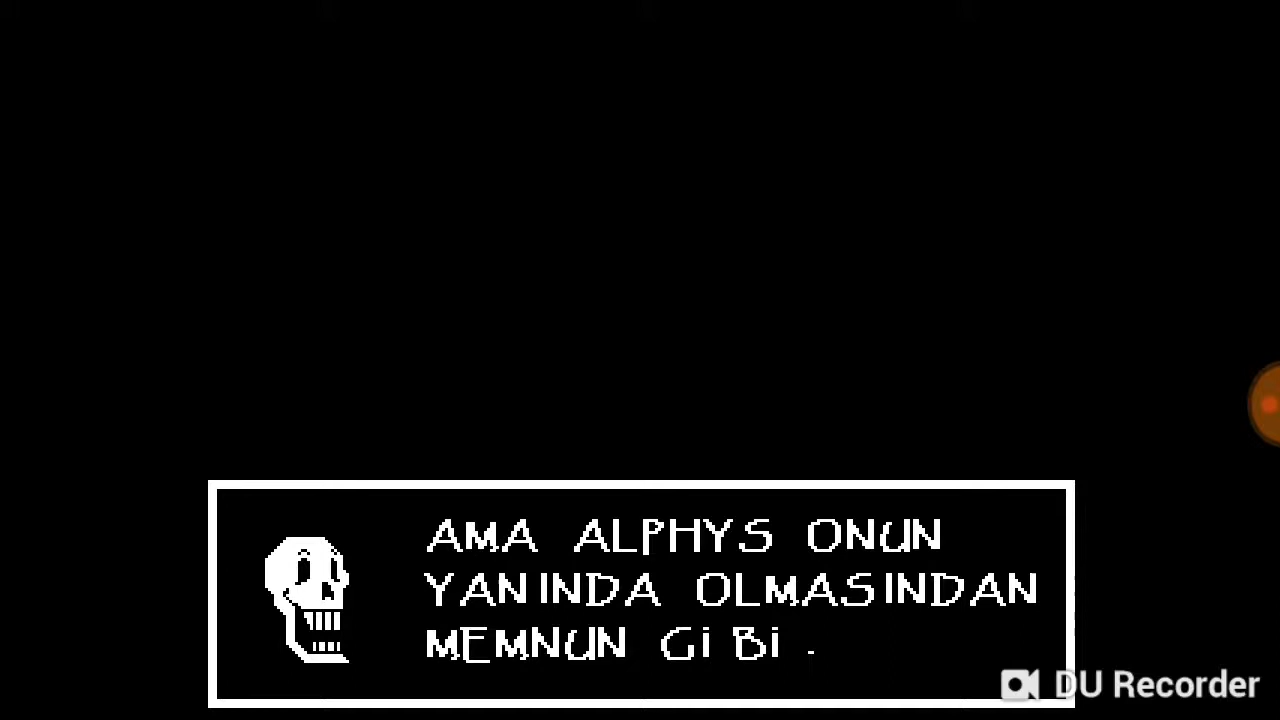 AMA ALPHYS ONUN
YANINDA OLMASINDAN
MEMNUN GiBi .
DU Recorder